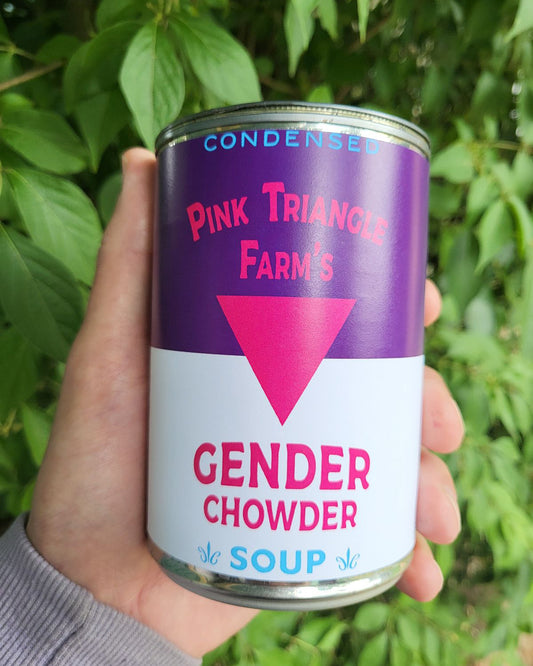 CONDENSED
PINK TRIANGLE
FARM'S
GENDER
CHOWDER
SOUP